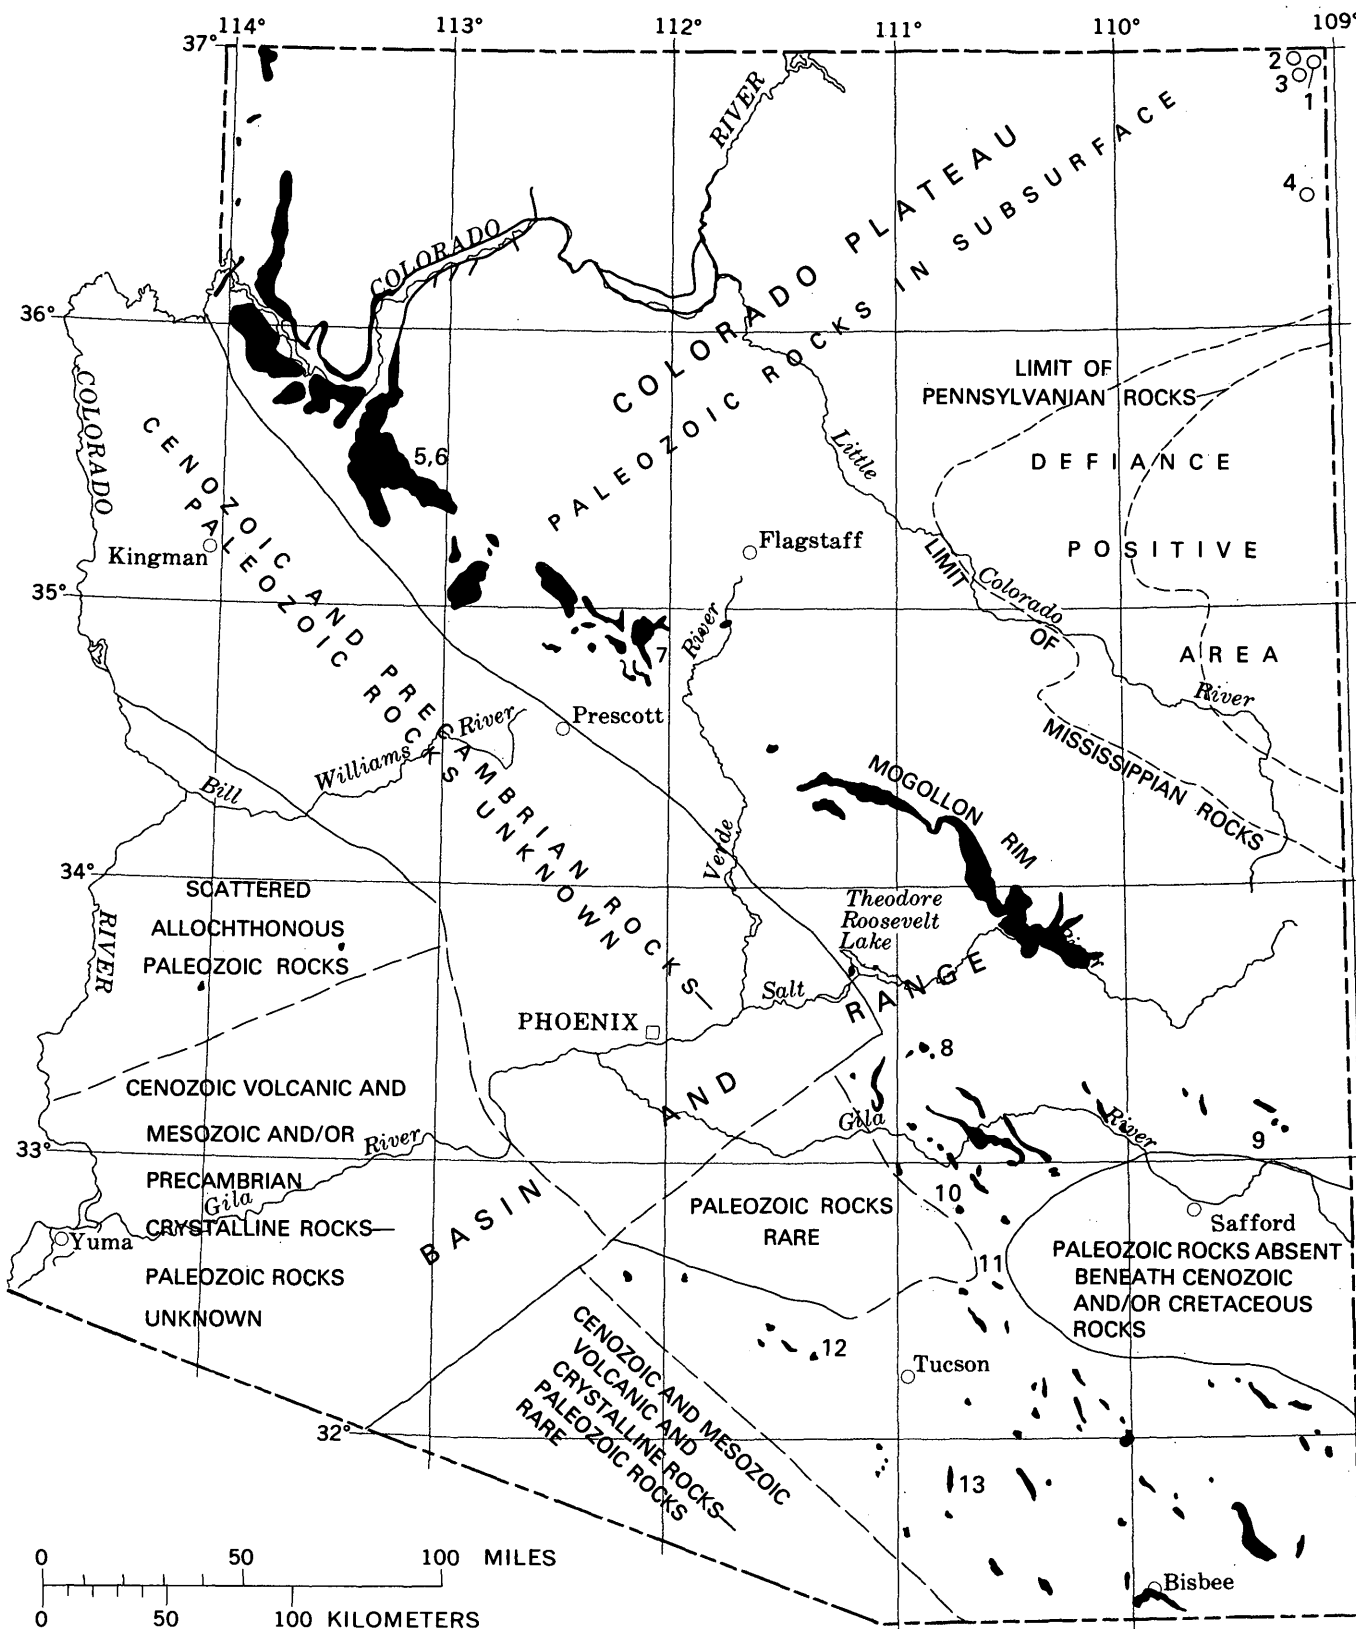 114°
113°
112°
111°
110°
109°
37°
2
3
1
4
RIVER
COLORADO
COLORADO PLATEAU
PALEOZOIC ROCKS IN SUBSURFACE
36°
LIMIT OF
PENNSYLVANIAN ROCKS
COLORADO
DEFIANCE
POSITIVE
AREA
5,6
Little
Colorado
River
CENOZOIC AND PRECAMBRIAN ROCKS—
PALEOZOIC ROCKS UNKNOWN
Kingman
Flagstaff
LIMIT
OF
MISSISSIPPIAN ROCKS
35°
River
7
Prescott
Bill
Williams
River
MOGOLLON
RIM
Verde
34°
SCATTERED
ALLOCHTHONOUS
PALEOZOIC ROCKS
RIVER
Theodore
Roosevelt
Lake
River
Salt
PHOENIX
BASIN
AND
RANGE
8
CENOZOIC VOLCANIC AND
MESOZOIC AND/OR
PRECAMBRIAN
CRYSTALLINE ROCKS—
PALEOZOIC ROCKS
UNKNOWN
River
Gila
Gila
River
9
33°
10
PALEOZOIC ROCKS
RARE
Yuma
Safford
PALEOZOIC ROCKS ABSENT
BENEATH CENOZOIC
AND/OR CRETACEOUS
ROCKS
11
12
Tucson
CENOZOIC AND MESOZOIC
VOLCANIC AND
CRYSTALLINE ROCKS—
PALEOZOIC ROCKS
RARE
32°
13
Bisbee
0 50 100 MILES
0 50 100 KILOMETERS